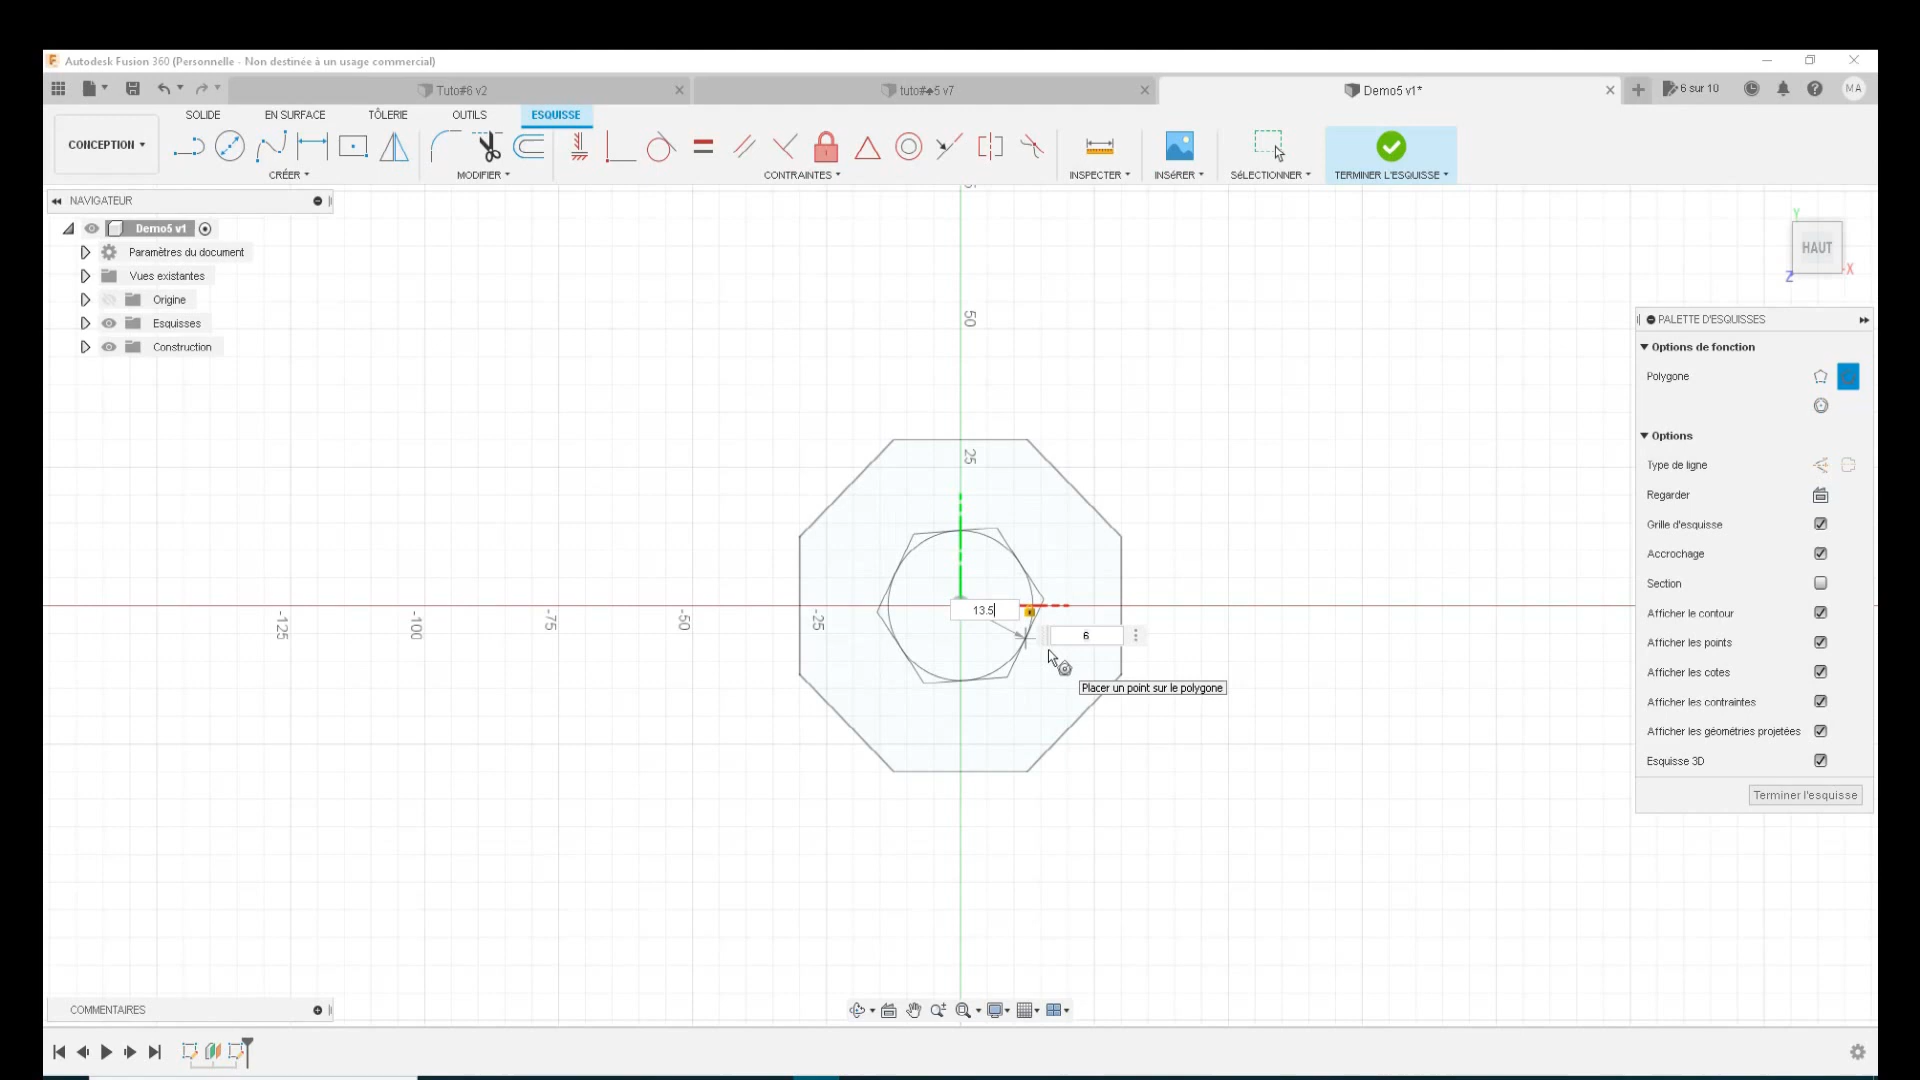 Autodesk Fusion 360 (Personnelle - Non destinée à un usage commercial)
Tuto#6 v2
tuto#♠5 v7
Demo5 v1*
6 sur 10
MA
SOLIDE
EN SURFACE
TÔLERIE
OUTILS
ESQUISSE
CONCEPTION
CRÉER
MODIFIER
CONTRAINTES
INSPECTER
INSéRER
SéLECTIONNER
TERMINER L'ESQUISSE
NAVIGATEUR
Demo5 v1
Paramètres du document
Vues existantes
Origine
Esquisses
Construction
50
25
-125
-100
-75
-50
-25
13.5
6
Placer un point sur le polygone
Y
HAUT
Z
X
PALETTE D'ESQUISSES
Options de fonction
Polygone
Options
Type de ligne
Regarder
Grille d'esquisse
Accrochage
Section
Afficher le contour
Afficher les points
Afficher les cotes
Afficher les contraintes
Afficher les géométries projetées
Esquisse 3D
Terminer l'esquisse
COMMENTAIRES